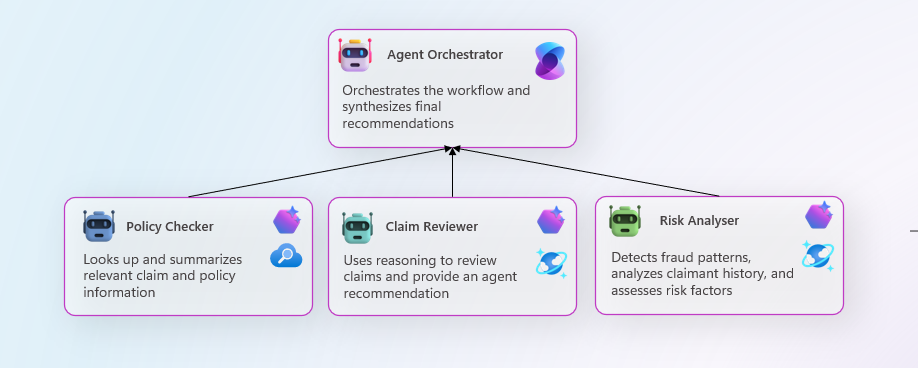 Agent Orchestrator
Orchestrates the workflow and
synthesizes final
recommendations
Policy Checker
Looks up and summarizes
relevant claim and policy
information
Claim Reviewer
Uses reasoning to review
claims and provide an agent
recommendation
Risk Analyser
Detects fraud patterns,
analyzes claimant history, and
assesses risk factors